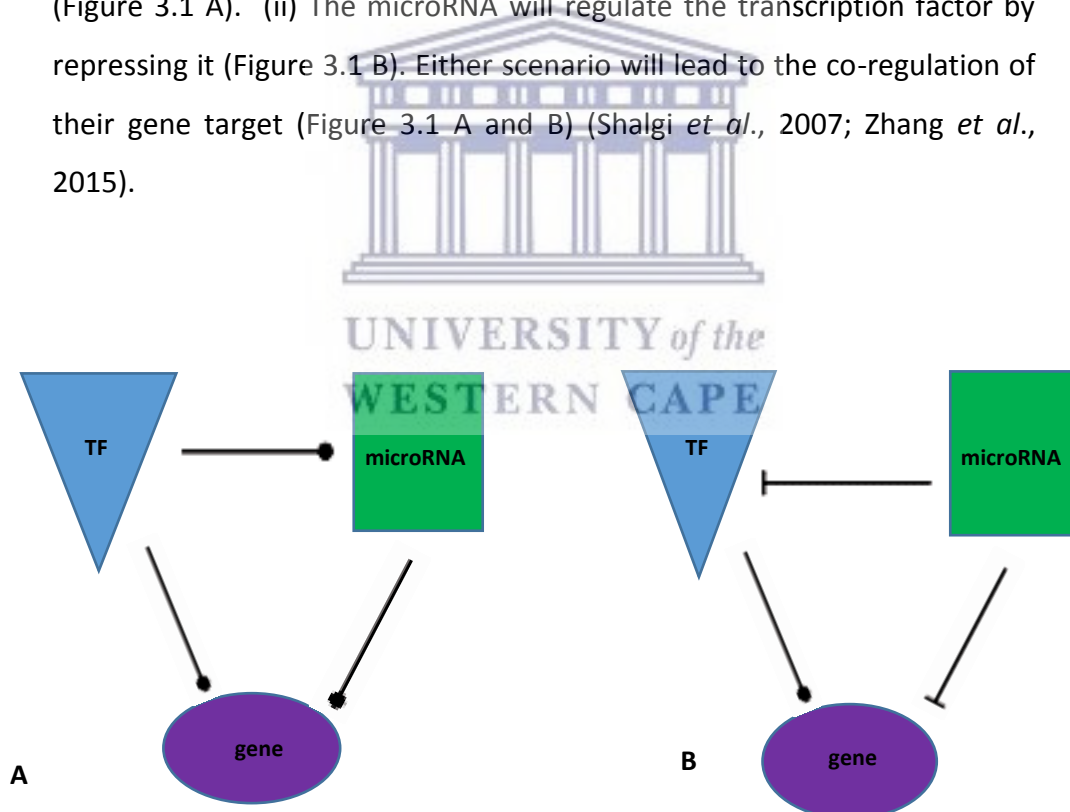 (Figure 3.1 A). (ii) The microRNA will regulate the transcription factor by
repressing it (Figure 3.1 B). Either scenario will lead to the co-regulation of
their gene target (Figure 3.1 A and B) (Shalgi et al., 2007; Zhang et al.,
2015).
UNIVERSITY of the
WESTERN CAPE
TF
microRNA
TF
microRNA
gene
gene
A
B